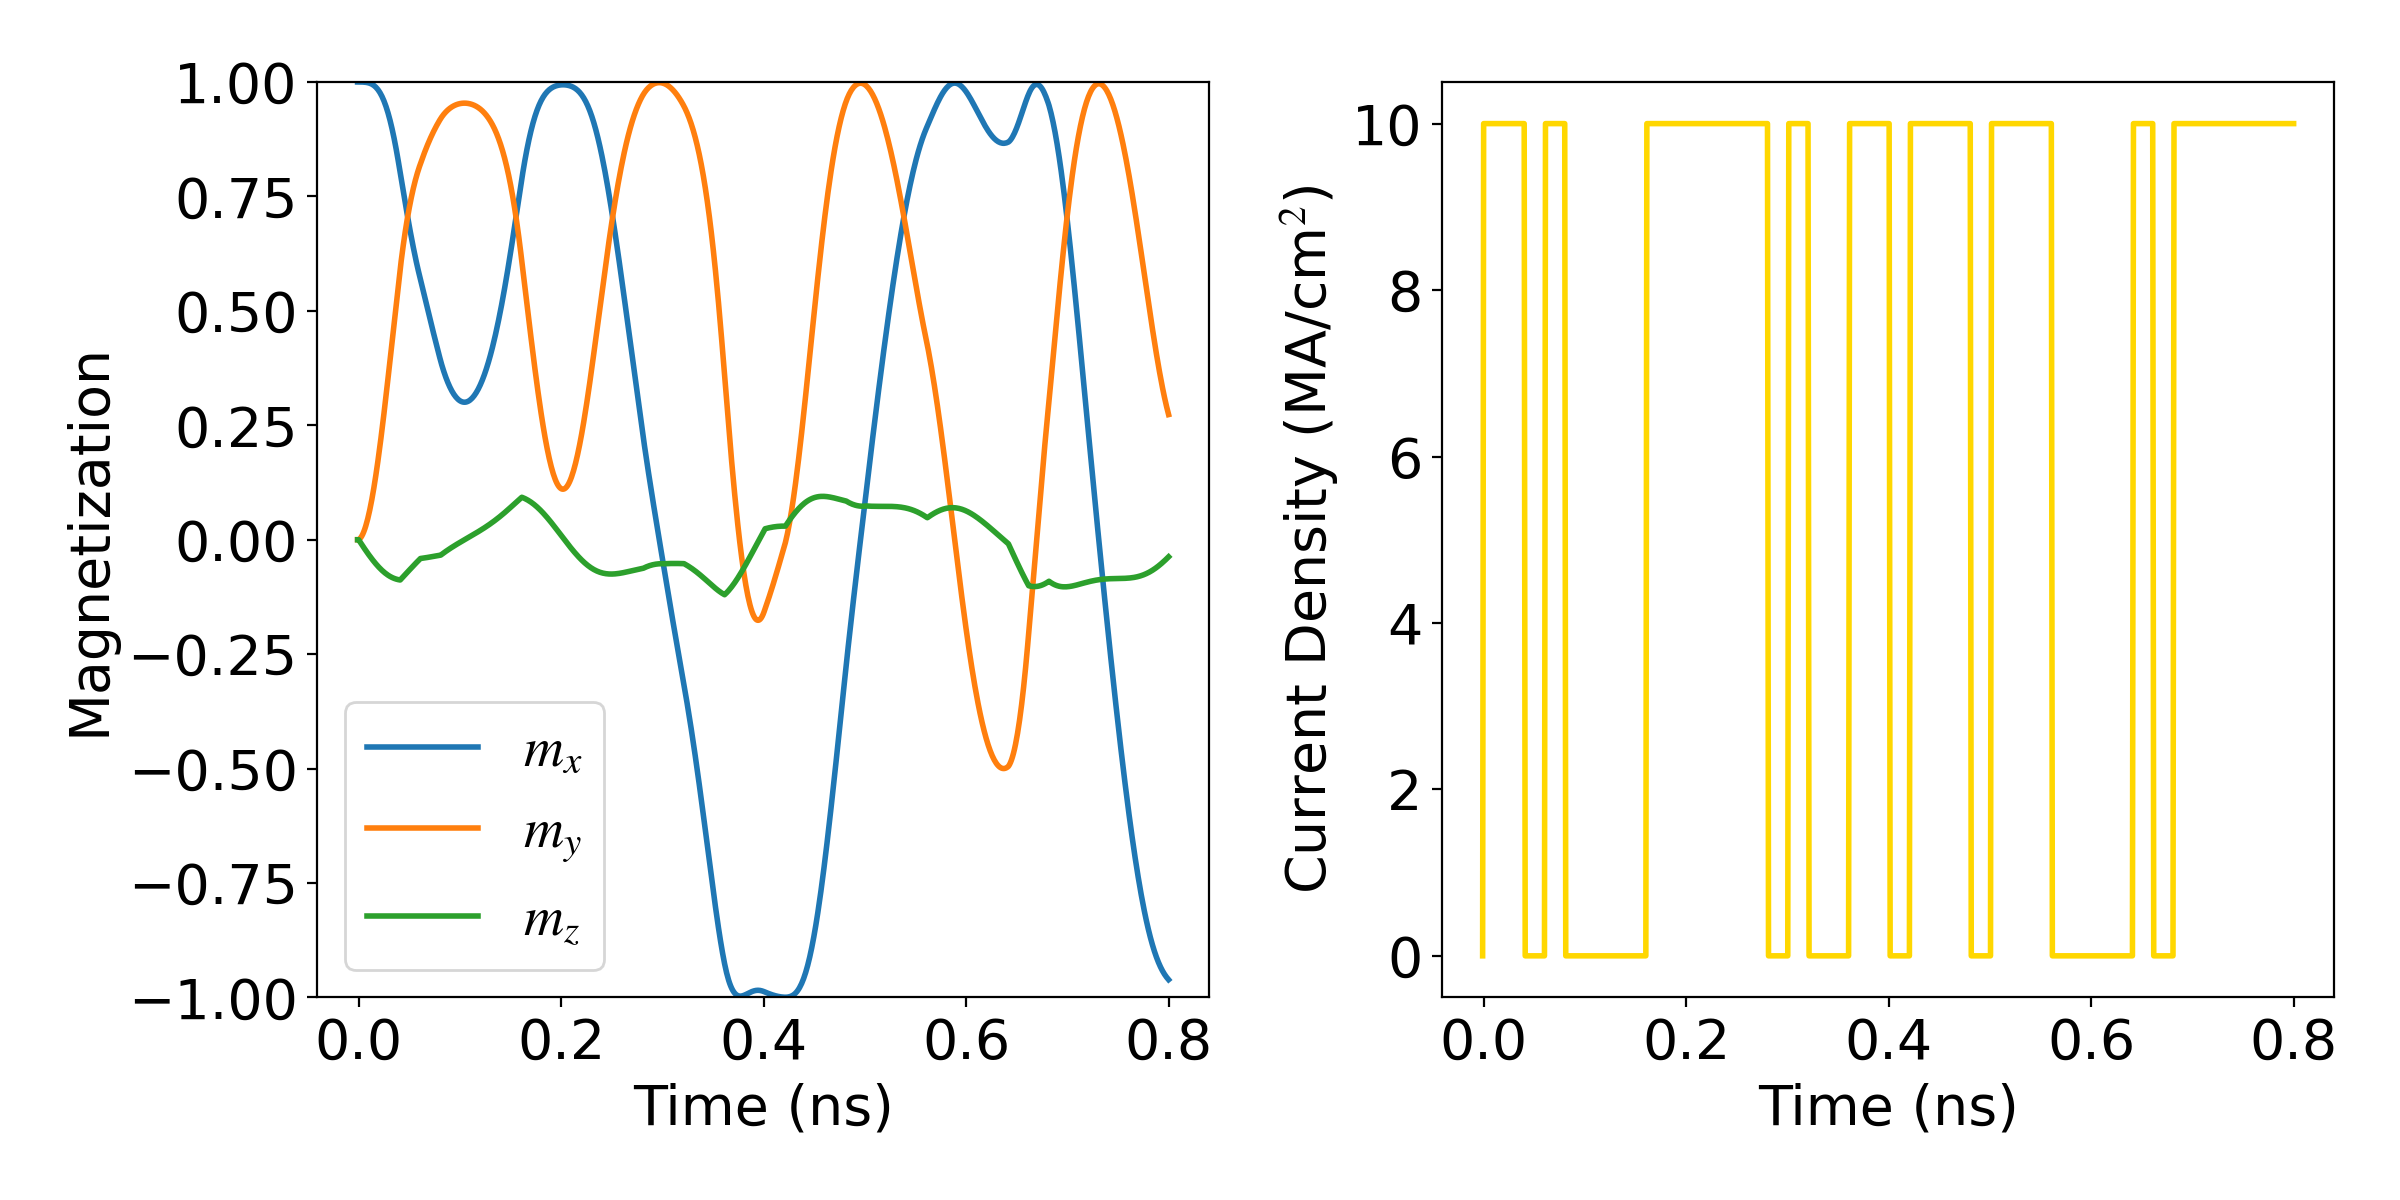 Magnetization
1.00
0.75
0.50
0.25
0.00
−0.25
−0.50
−0.75
−1.00
0.0 0.2 0.4 0.6 0.8
Time (ns)
m_x
m_y
m_z
Current Density (MA/cm²)
10
8
6
4
2
0
0.0 0.2 0.4 0.6 0.8
Time (ns)